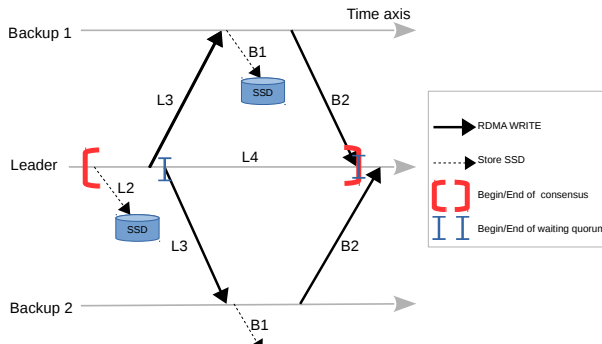 Time axis
Backup 1
B1
SSD
L3
B2
RDMA WRITE
Leader
L4
Store SSD
L2
Begin/End of consensus
SSD
Begin/End of waiting quorun
L3
B2
Backup 2
B1